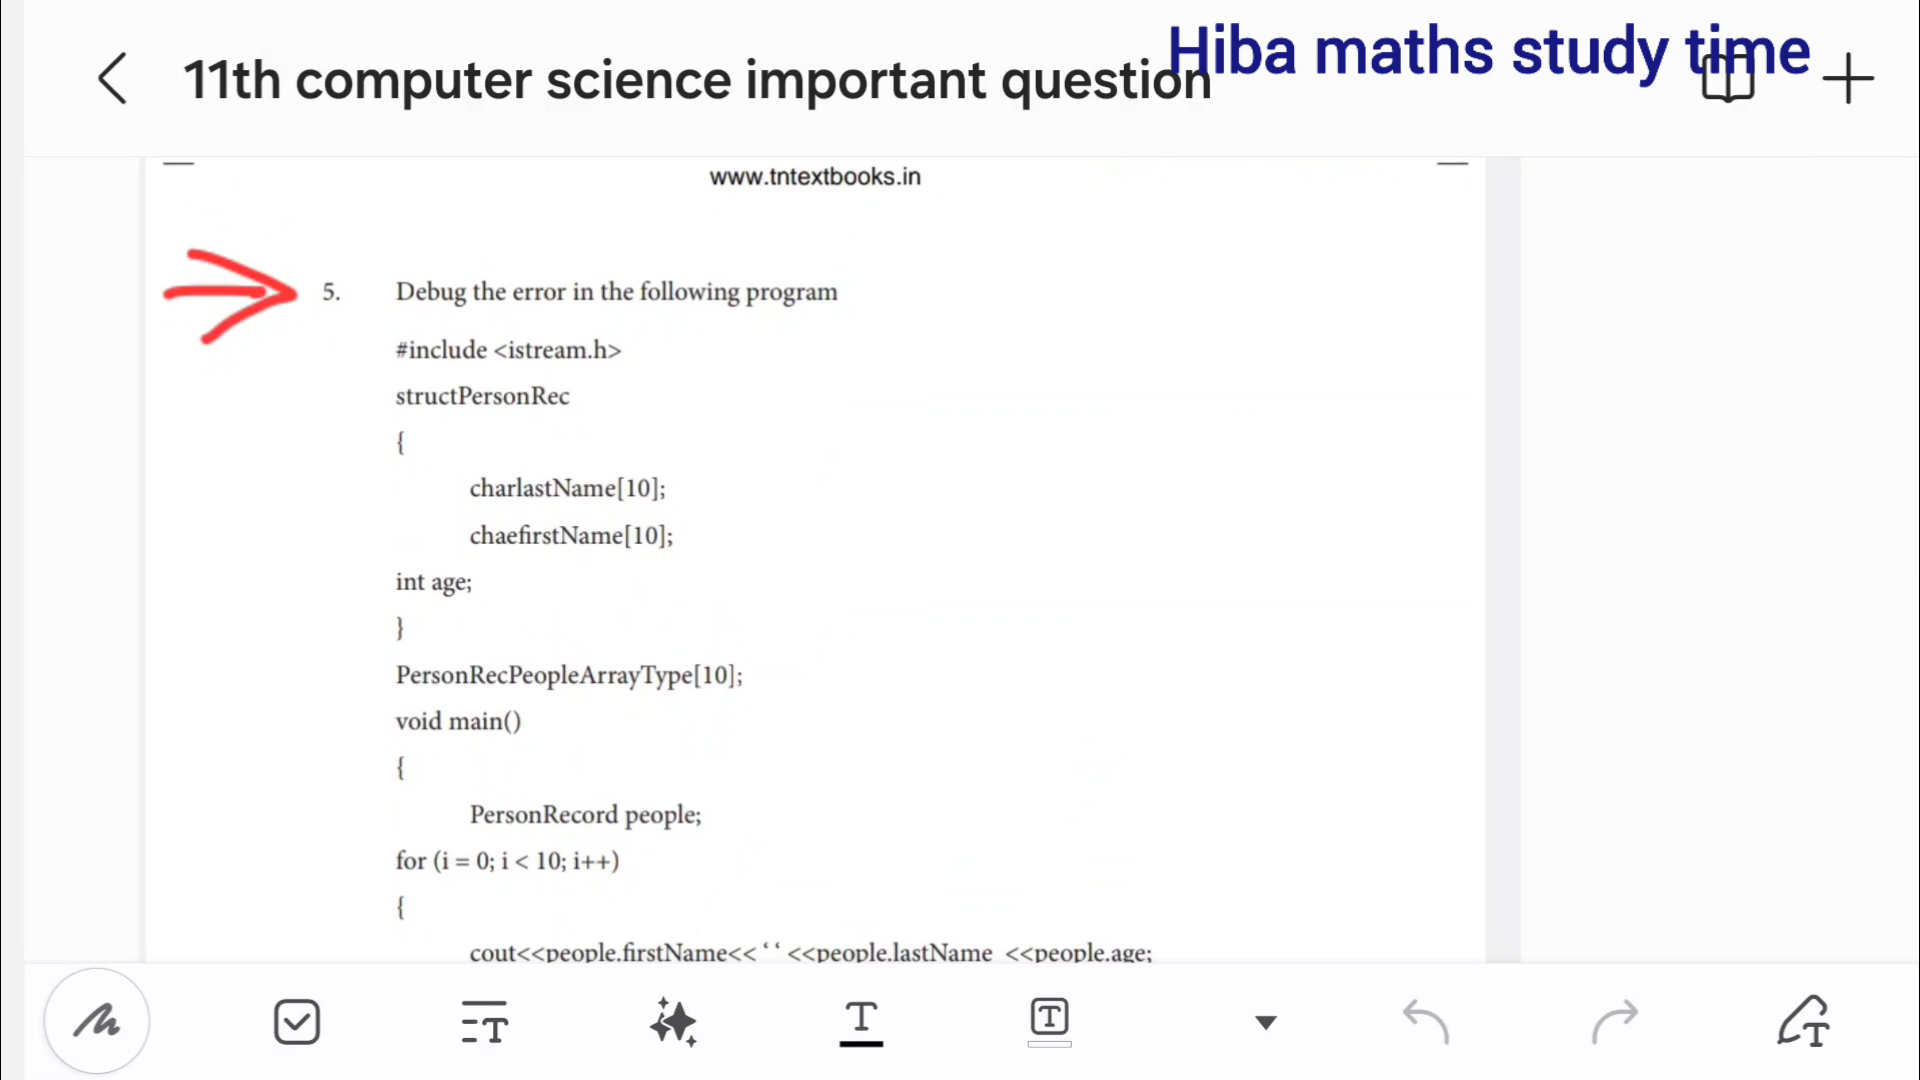 Hiba maths study time
11th computer science important question
www.tntextbooks.in
5. Debug the error in the following program
#include <istream.h>
structPersonRec
{
charlastName[10];
chaefirstName[10];
int age;
}
PersonRecPeopleArrayType[10];
void main()
{
PersonRecord people;
for (i = 0; i < 10; i++)
{
cout<<people.firstName<< ‘ ‘ <<people.lastName <<people.age;
T
T
T
T